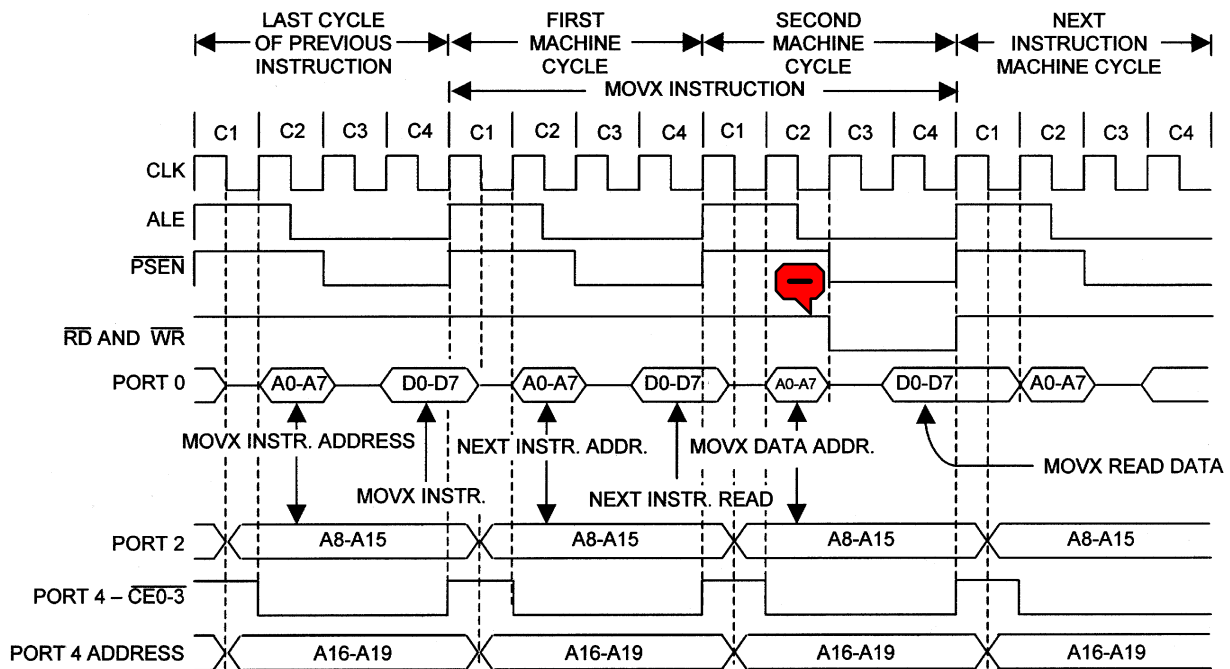 LAST CYCLE OF PREVIOUS INSTRUCTION
FIRST MACHINE CYCLE
SECOND MACHINE CYCLE
NEXT INSTRUCTION MACHINE CYCLE
MOVX INSTRUCTION
C1 C2 C3 C4 C1 C2 C3 C4 C1 C2 C3 C4 C1 C2 C3 C4
CLK
ALE
PSEN
RD AND WR
PORT 0 A0-A7 D0-D7 A0-A7 D0-D7 A0-A7 D0-D7 A0-A7
MOVX INSTR. ADDRESS NEXT INSTR. ADDR. MOVX DATA ADDR.
MOVX READ DATA
MOVX INSTR. NEXT INSTR. READ
PORT 2 A8-A15 A8-A15 A8-A15 A8-A15
PORT 4 – CE0-3
PORT 4 ADDRESS A16-A19 A16-A19 A16-A19 A16-A19